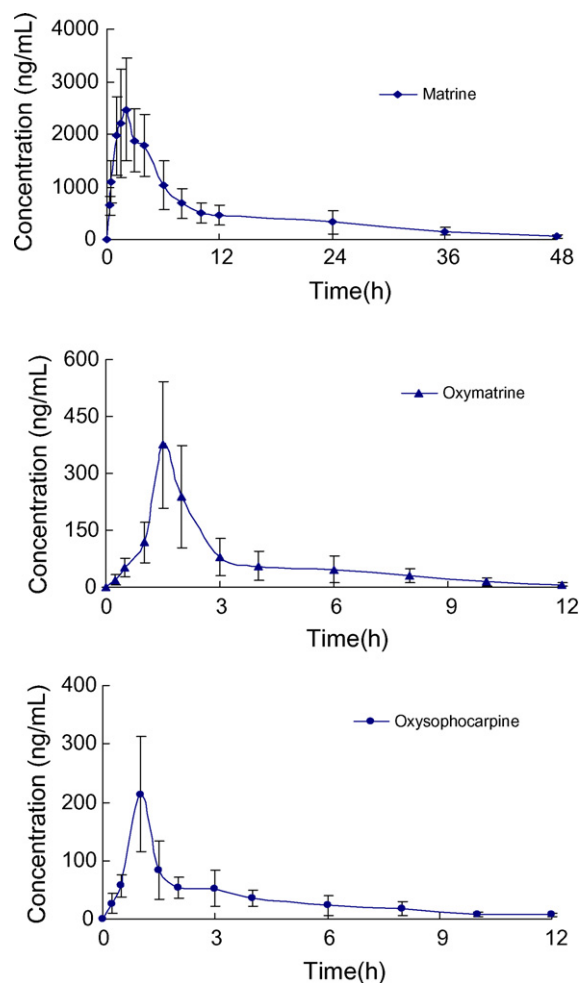 Concentration (ng/mL)
4000
3000
2000
1000
0
Matrine
0 12 24 36 48
Time(h)
Concentration (ng/mL)
600
450
300
150
0
Oxymatrine
0 3 6 9 12
Time(h)
Concentration (ng/mL)
400
300
200
100
0
Oxysophocarpine
0 3 6 9 12
Time(h)